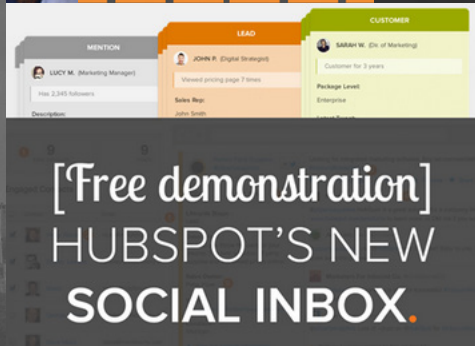 MENTION
LUCY M. (Marketing Manager)
Has 2,345 followers
Description:
LEAD
JOHN P. (Digital Strategist)
Viewed pricing page 7 times
Sales Rep:
John Smith
CUSTOMER
SARAH W. (Dir. of Marketing)
Customer for 3 years
Package Level:
Enterprise
[Free demonstration]
HUBSPOT'S NEW
SOCIAL INBOX.